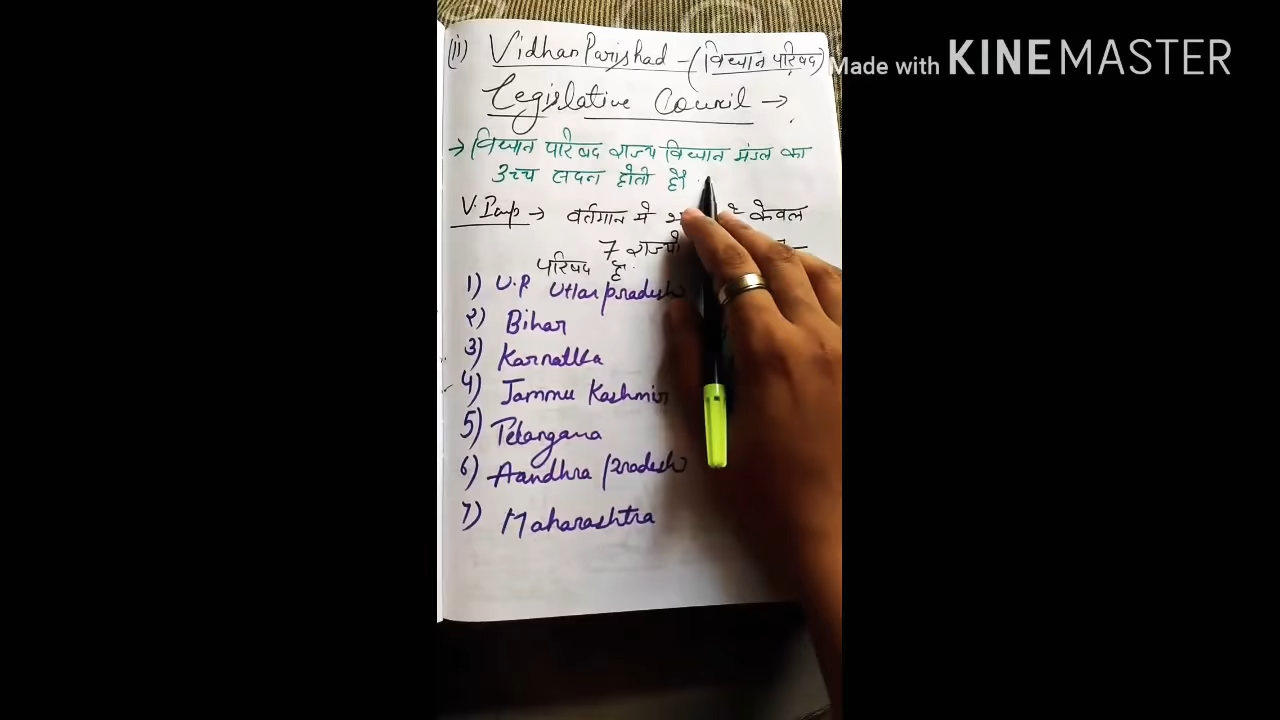 (ii) Vidhan Parishad - (विधान परिषद)
Made with KINEMASTER
Legislative Council →
→ विधान परिषद राज्य विधान मंडल का
उच्च सदन होती है।
V. Imp → वर्तमान मे केवल
7 राज्यो
परिषद है.
1) U.P Uttar pradesh
2) Bihar
3) Karnatka
4) Jammu Kashmir
5) Telangana
6) Aandhra Pradesh
7) Maharashtra